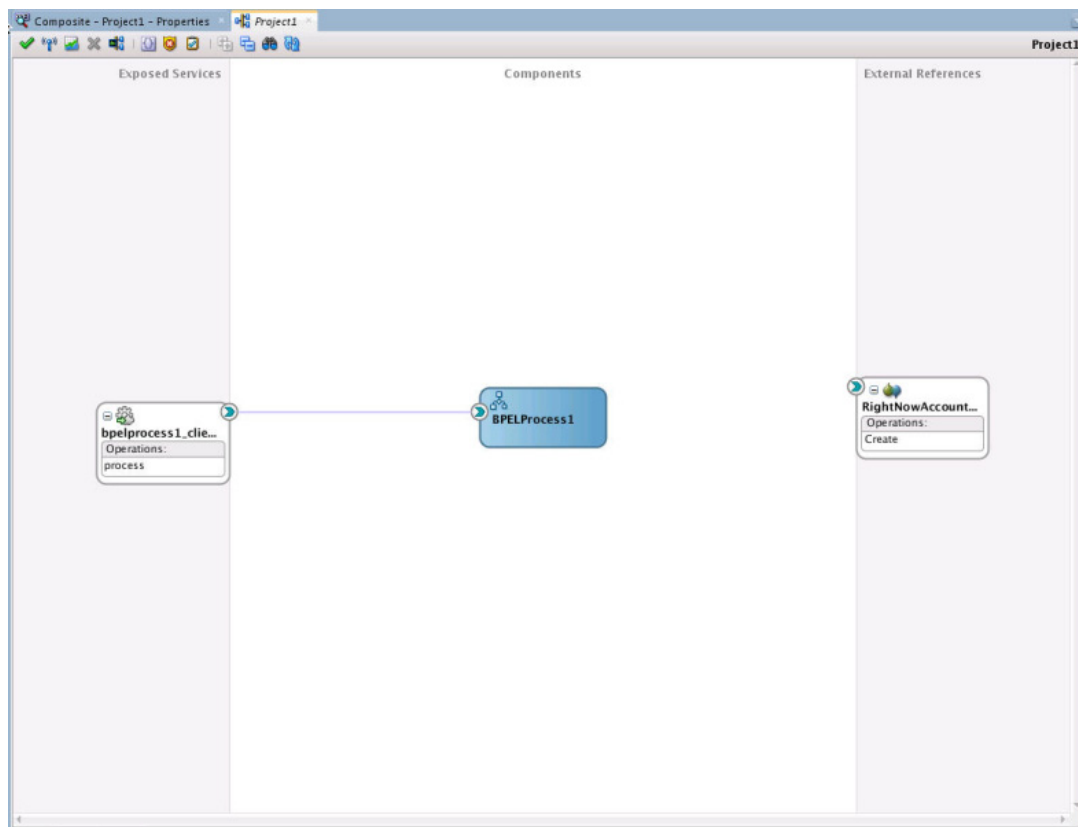 Composite - Project1 - Properties
Project1
Project1
Exposed Services
Components
External References
bpelprocess1_clie...
Operations:
process
BPELProcess1
RightNowAccount...
Operations:
Create